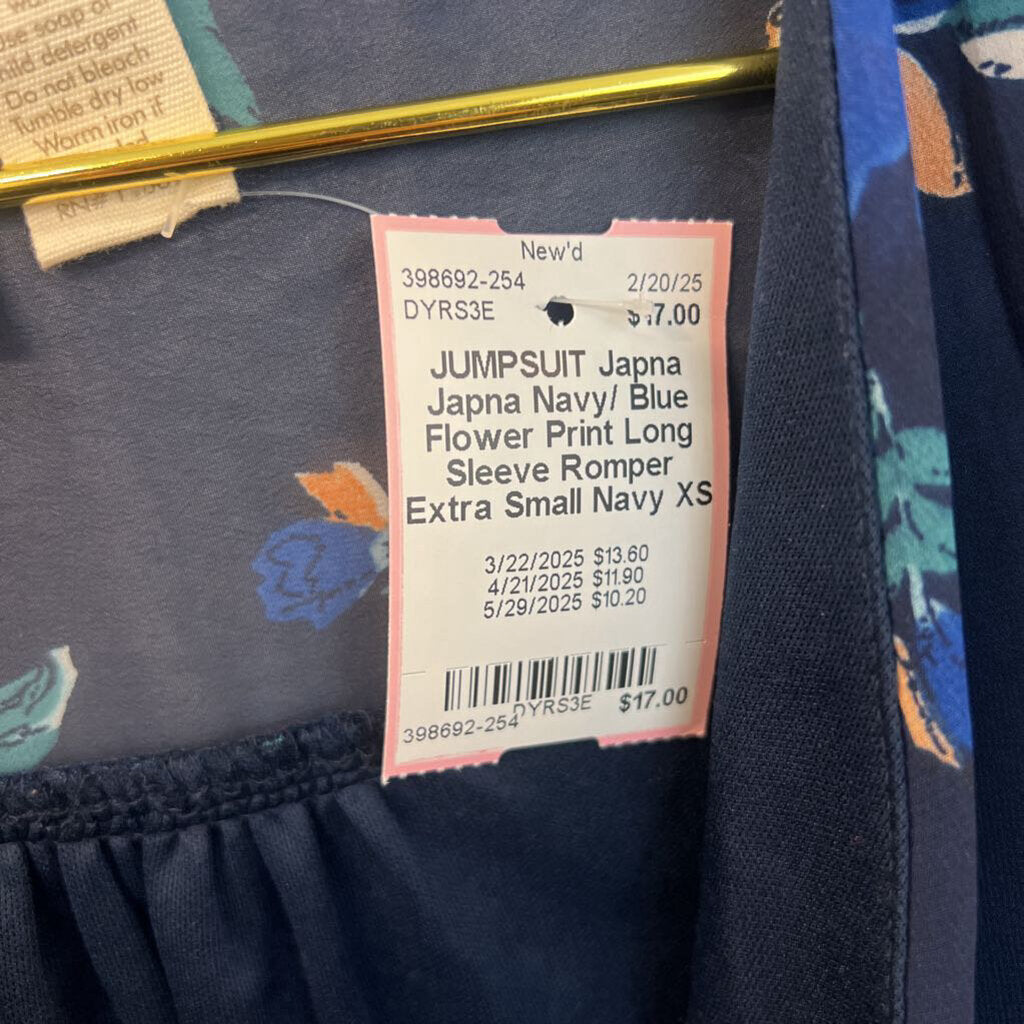 use soap or
mild detergent
Do not bleach
Tumble dry low
Warm iron if
RN#
New'd
398692-254 2/20/25
DYRS3E $17.00
JUMPSUIT Japna
Japna Navy/ Blue
Flower Print Long
Sleeve Romper
Extra Small Navy XS
3/22/2025 $13.60
4/21/2025 $11.90
5/29/2025 $10.20
DYRS3E $17.00
398692-254